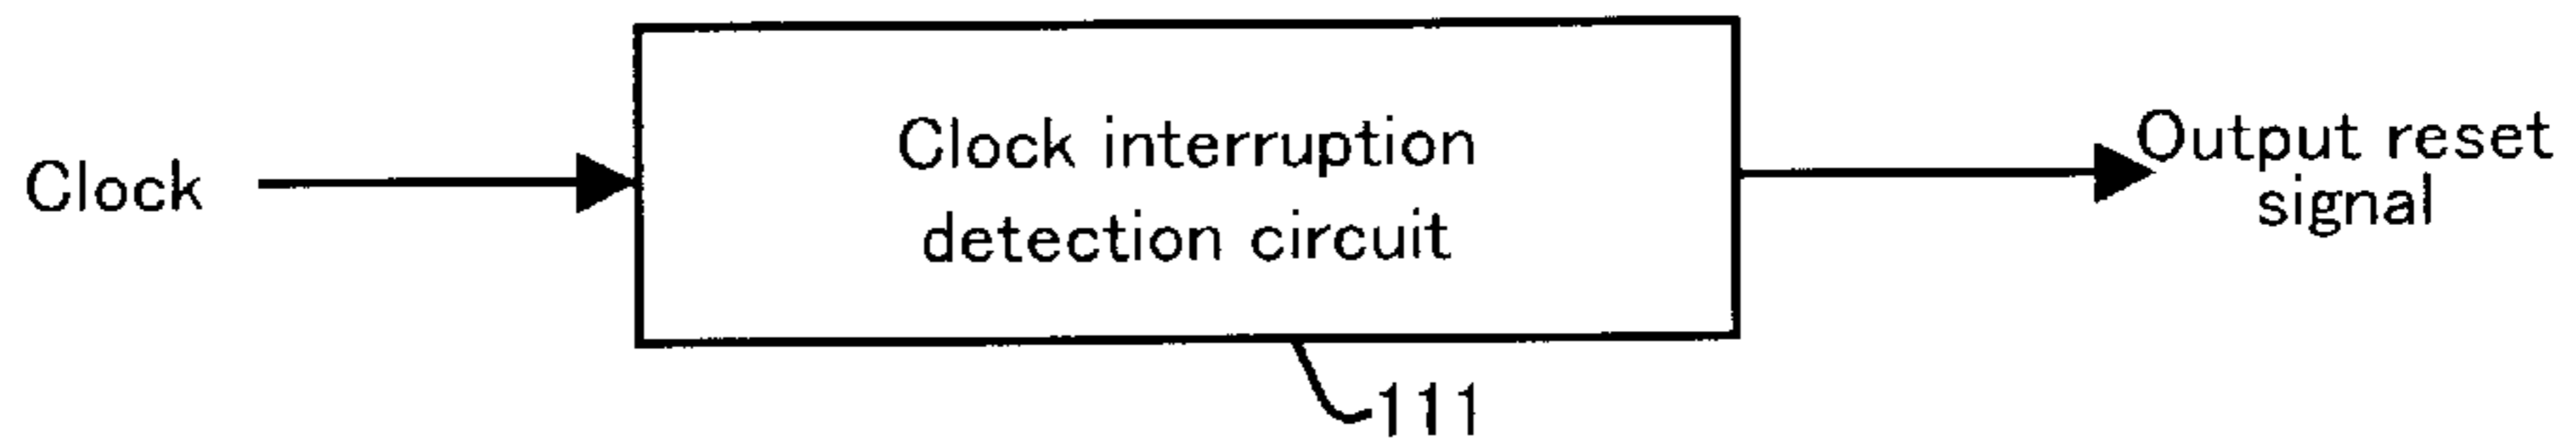 Clock
Clock interruption
detection circuit
Output reset
signal
111